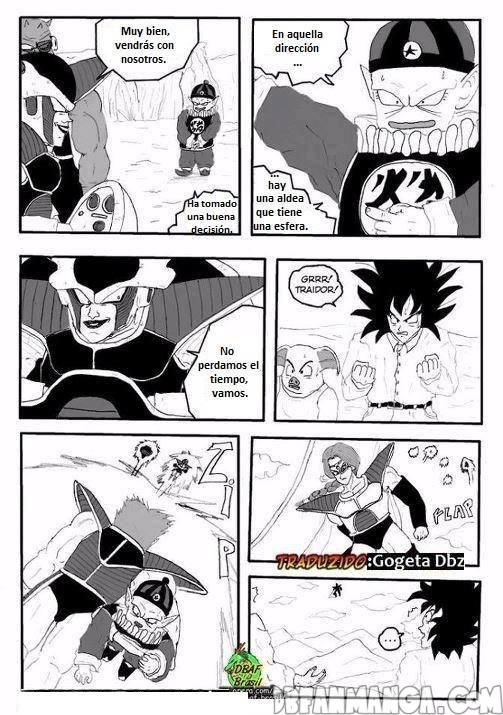 Muy bien,
vendrás con
nosotros.
Ha tomado
una buena
decisión.
En aquella
dirección
...
...
hay una
aldea
que tiene
una esfera.
No
perdamos el
tiempo,
vamos.
GRRR!
TRAIDOR!
ZIP
FLAP
TRADUZIDO:Gogeta Dbz
...
DBAF
Brasil
DBFANMANGA.COM